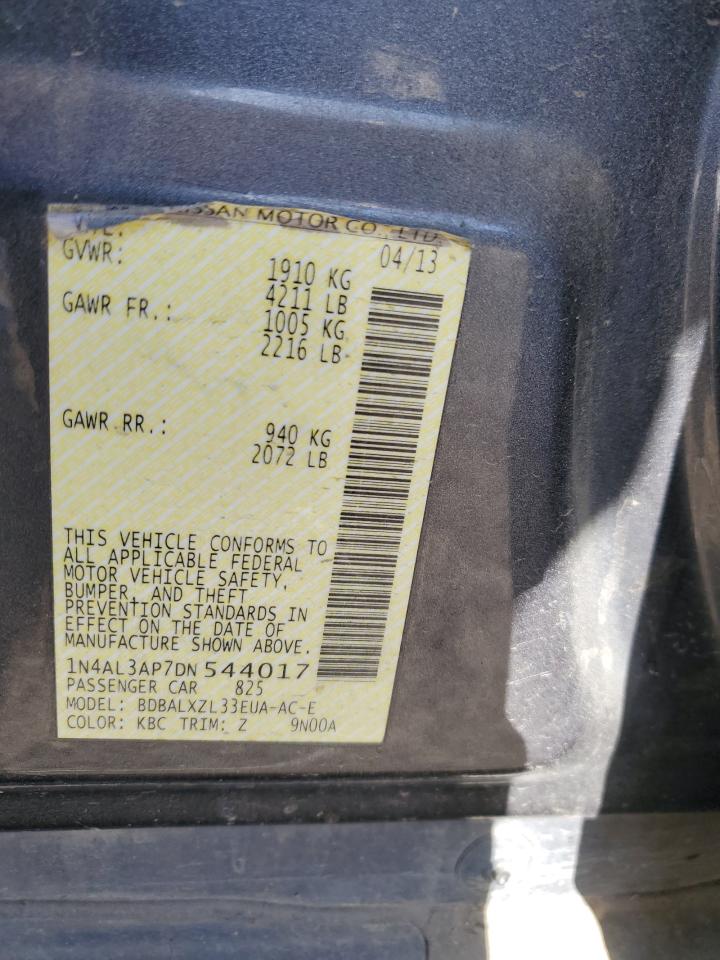 MOTOR CO., LTD.
04/13
GVWR: 1910 KG
4211 LB
GAWR FR.: 1005 KG
2216 LB
GAWR RR.: 940 KG
2072 LB
THIS VEHICLE CONFORMS TO
ALL APPLICABLE FEDERAL
MOTOR VEHICLE SAFETY,
BUMPER, AND THEFT
PREVENTION STANDARDS IN
EFFECT ON THE DATE OF
MANUFACTURE SHOWN ABOVE.
1N4AL3AP7DN544017
PASSENGER CAR 825
MODEL: BDBALXZL33EUA-AC-E
COLOR: KBC TRIM: Z 9N00A